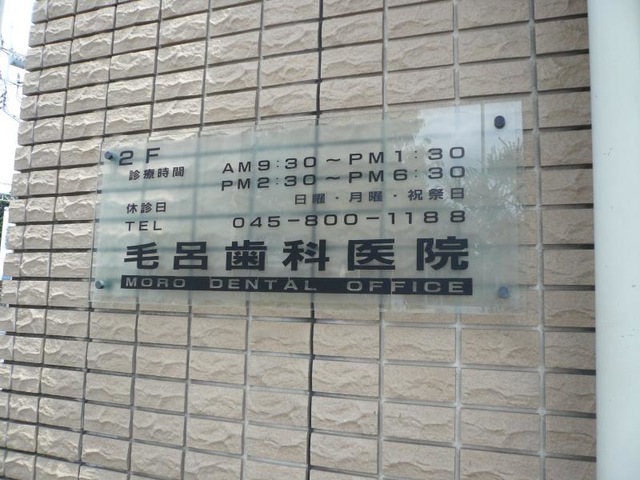 2F
診療時間 AM9:30～PM1:30
PM2:30～PM6:30
休診日 日曜・月曜・祝祭日
TEL 045-800-1188
毛呂歯科医院
MORO DENTAL OFFICE